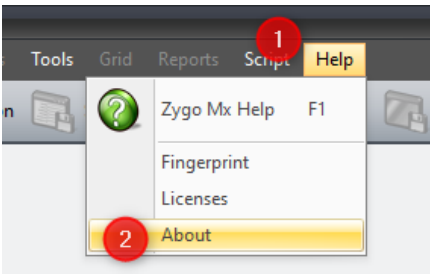 1
Tools Grid Reports Script Help
n
Zygo Mx Help F1
Fingerprint
Licenses
2 About